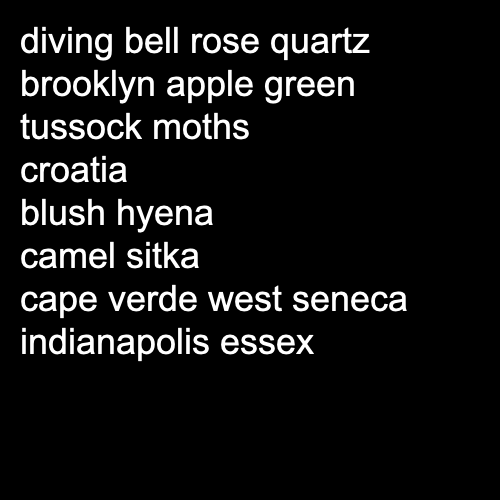 diving bell rose quartz
brooklyn apple green
tussock moths
croatia
blush hyena
camel sitka
cape verde west seneca
indianapolis essex